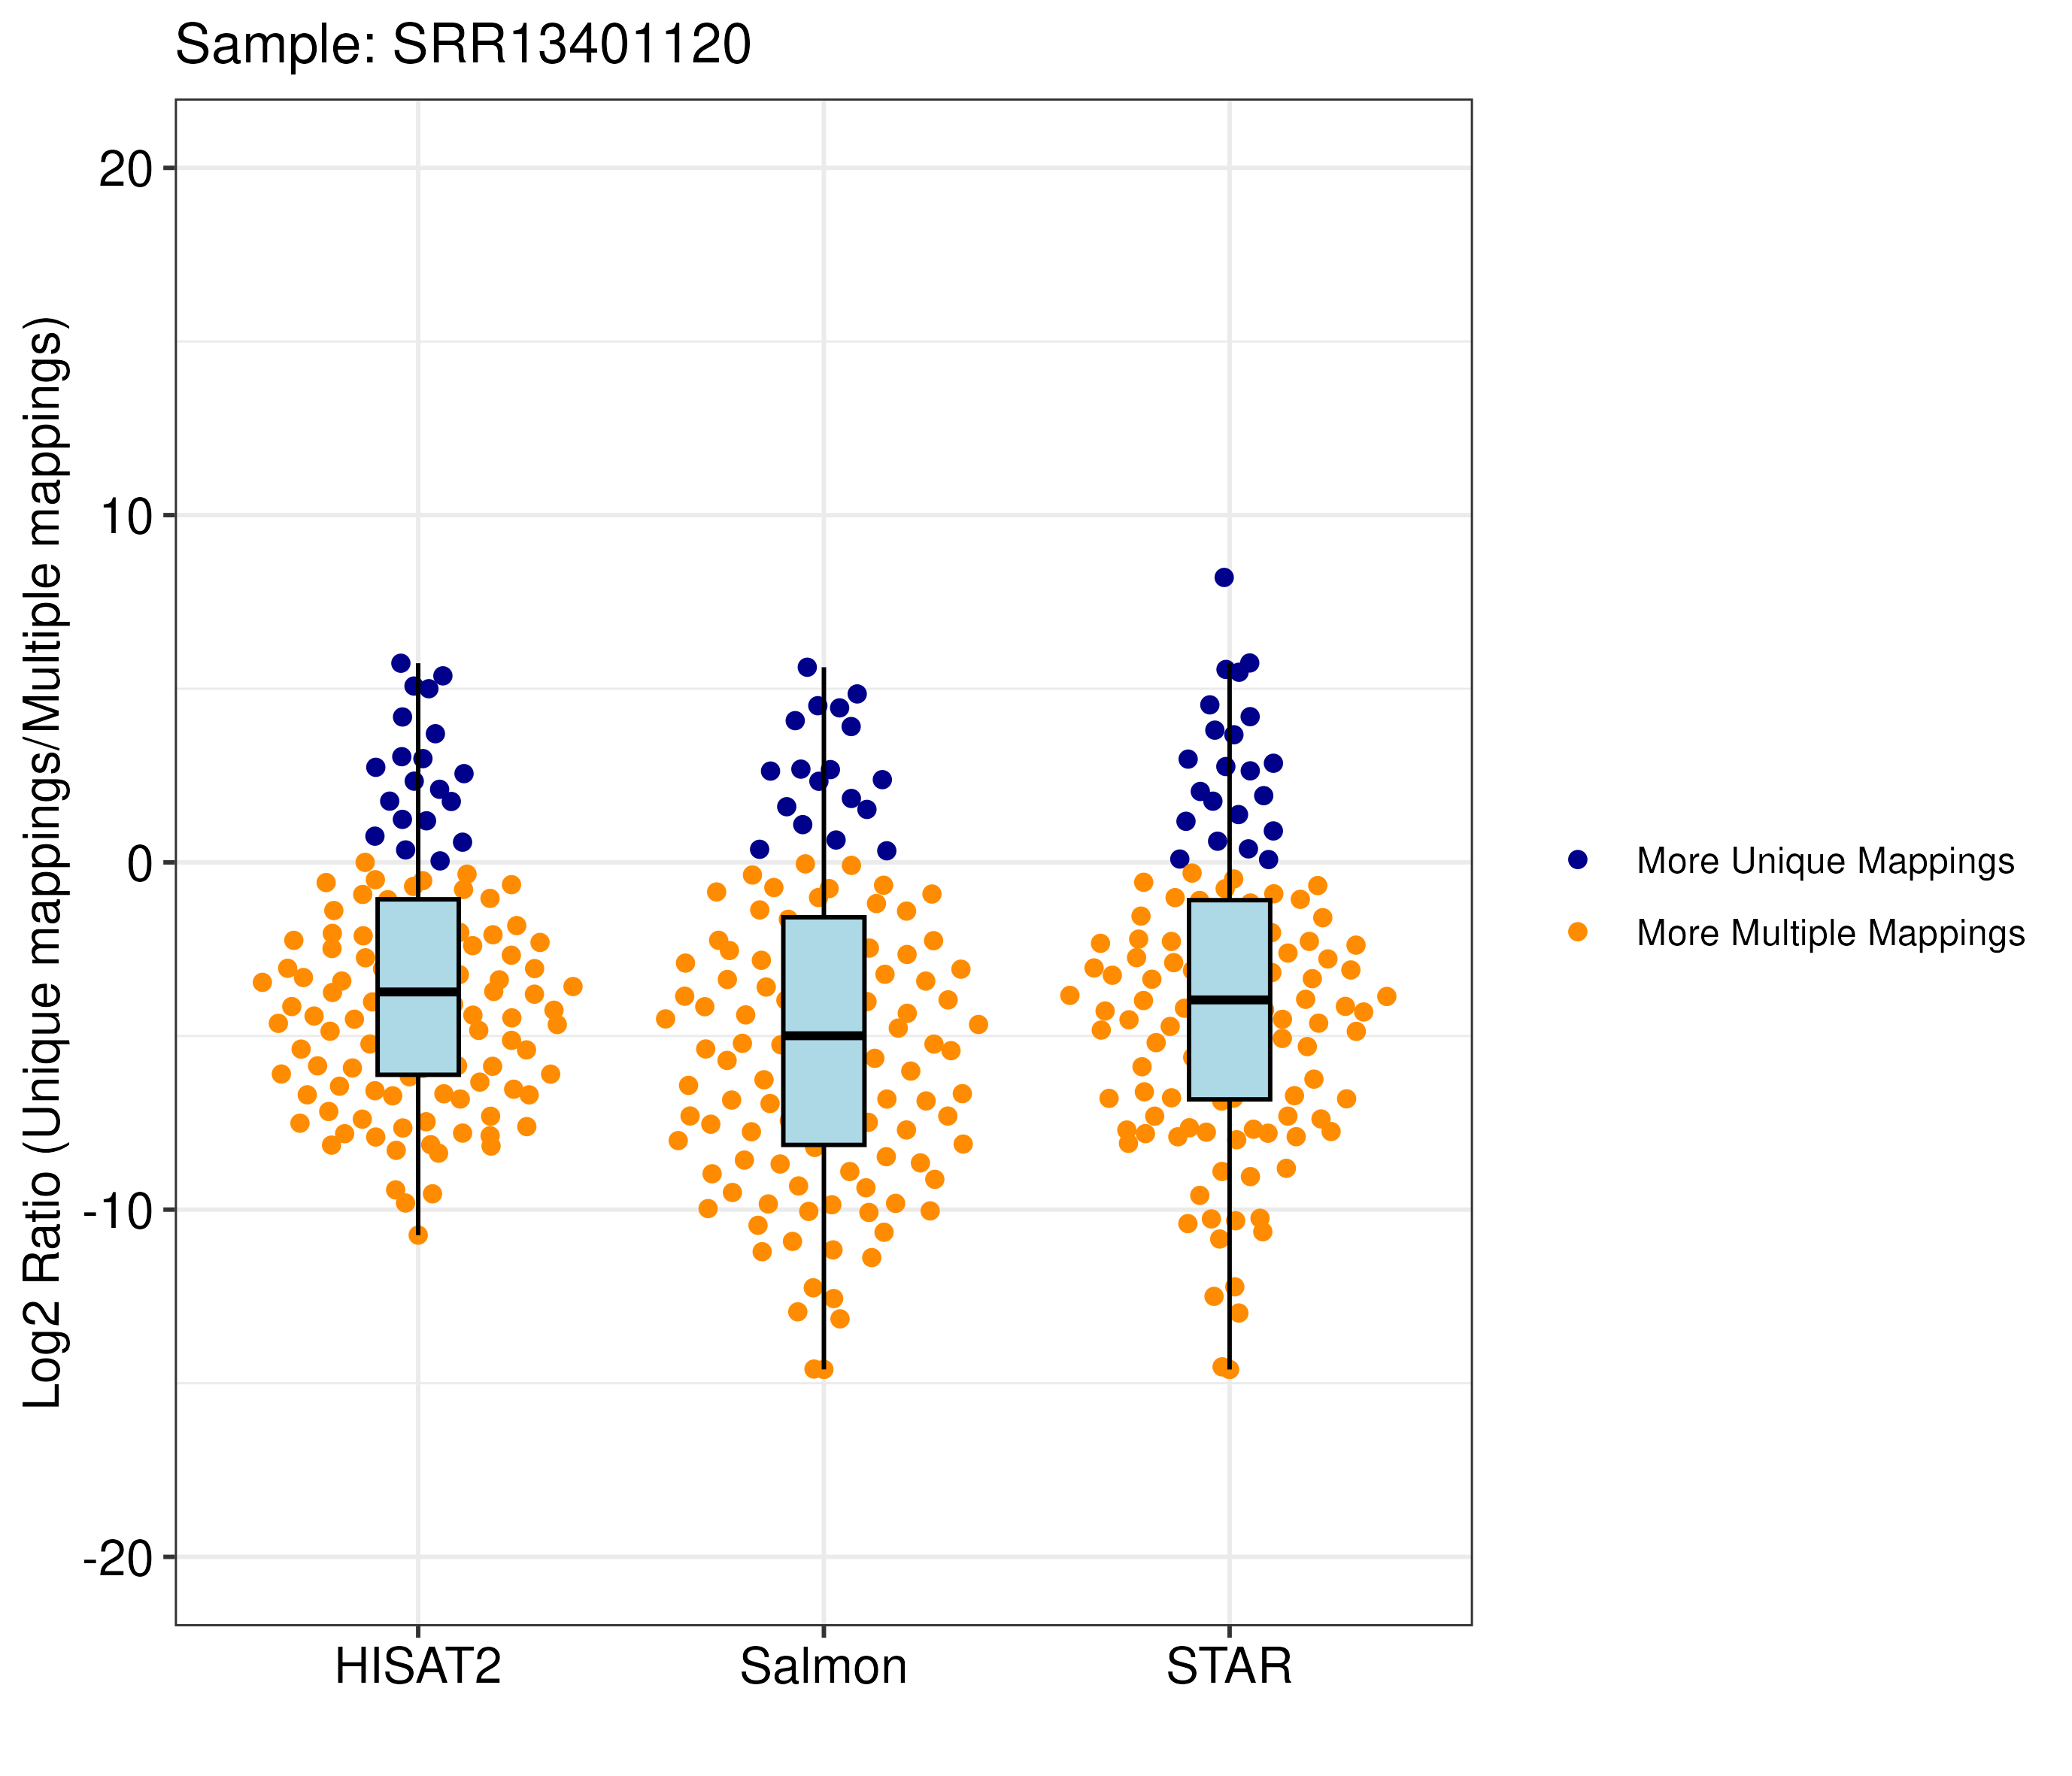 Sample: SRR13401120
Log2 Ratio (Unique mappings/Multiple mappings)
20
10
0
-10
-20
HISAT2
Salmon
STAR
More Unique Mappings
More Multiple Mappings